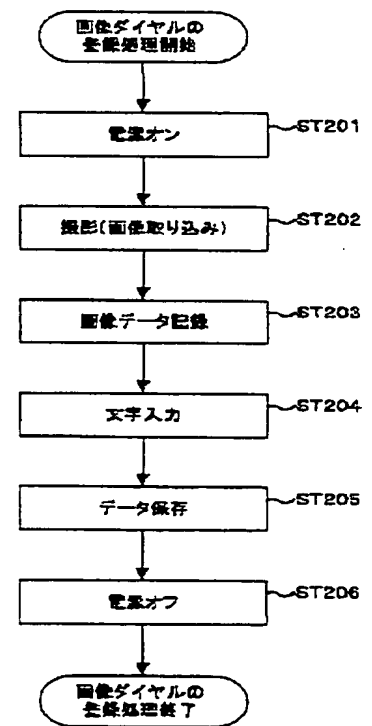 画像ダイヤルの
登録処理開始
電源オン
ST201
撮影(画像取り込み)
ST202
画像データ記録
ST203
文字入力
ST204
データ保存
ST205
電源オフ
ST206
画像ダイヤルの
登録処理終了